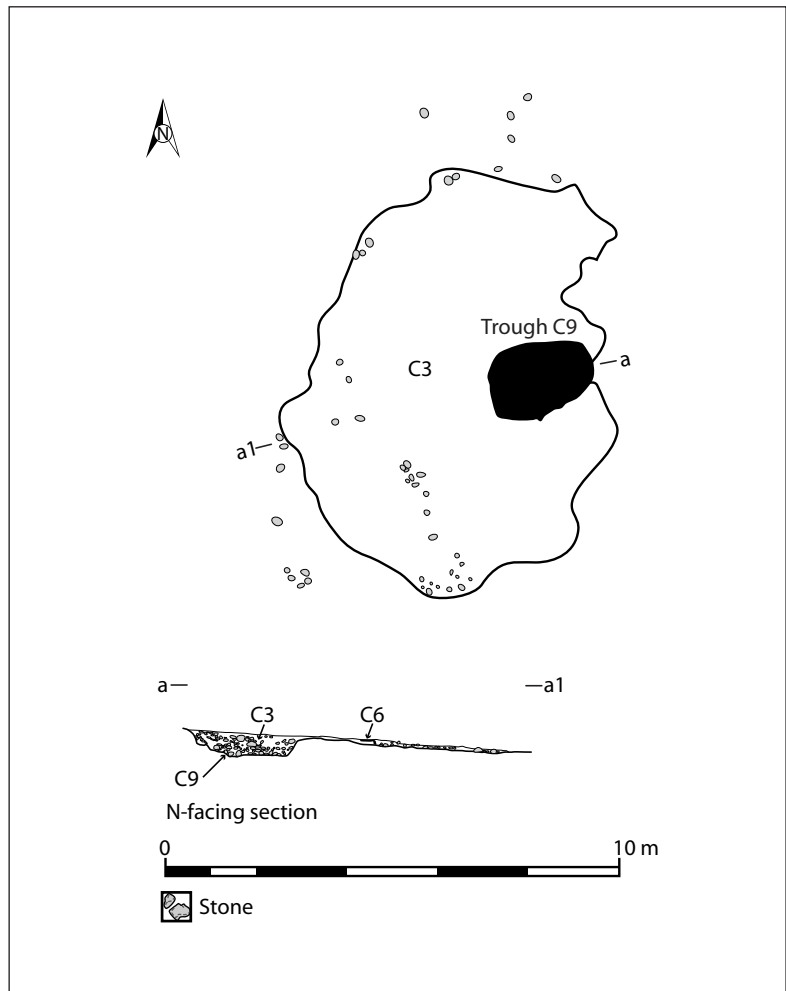 N
Trough C9
a
C3
a1
a
a1
C3
C6
C9
N-facing section
0
10 m
Stone